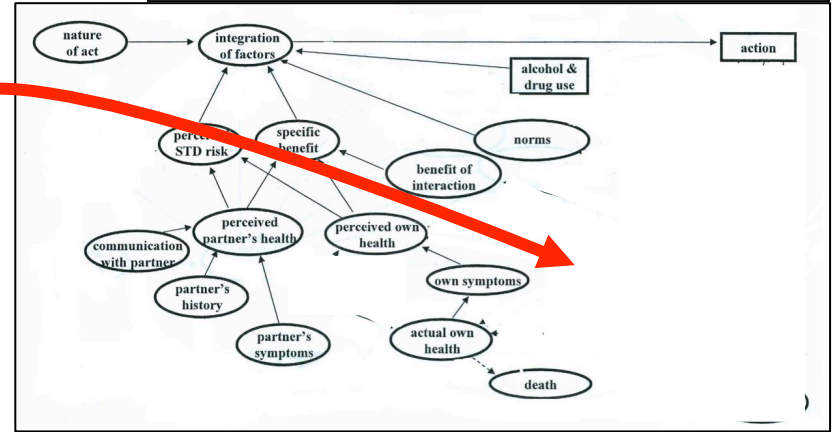 nature
of act
integration
of factors
action
alcohol &
drug use
norms
STD risk
specific
benefit
benefit of
interaction
perceived
partner's health
perceived own
health
communication
with partner
partner's
history
own symptoms
partner's
symptoms
actual own
health
death